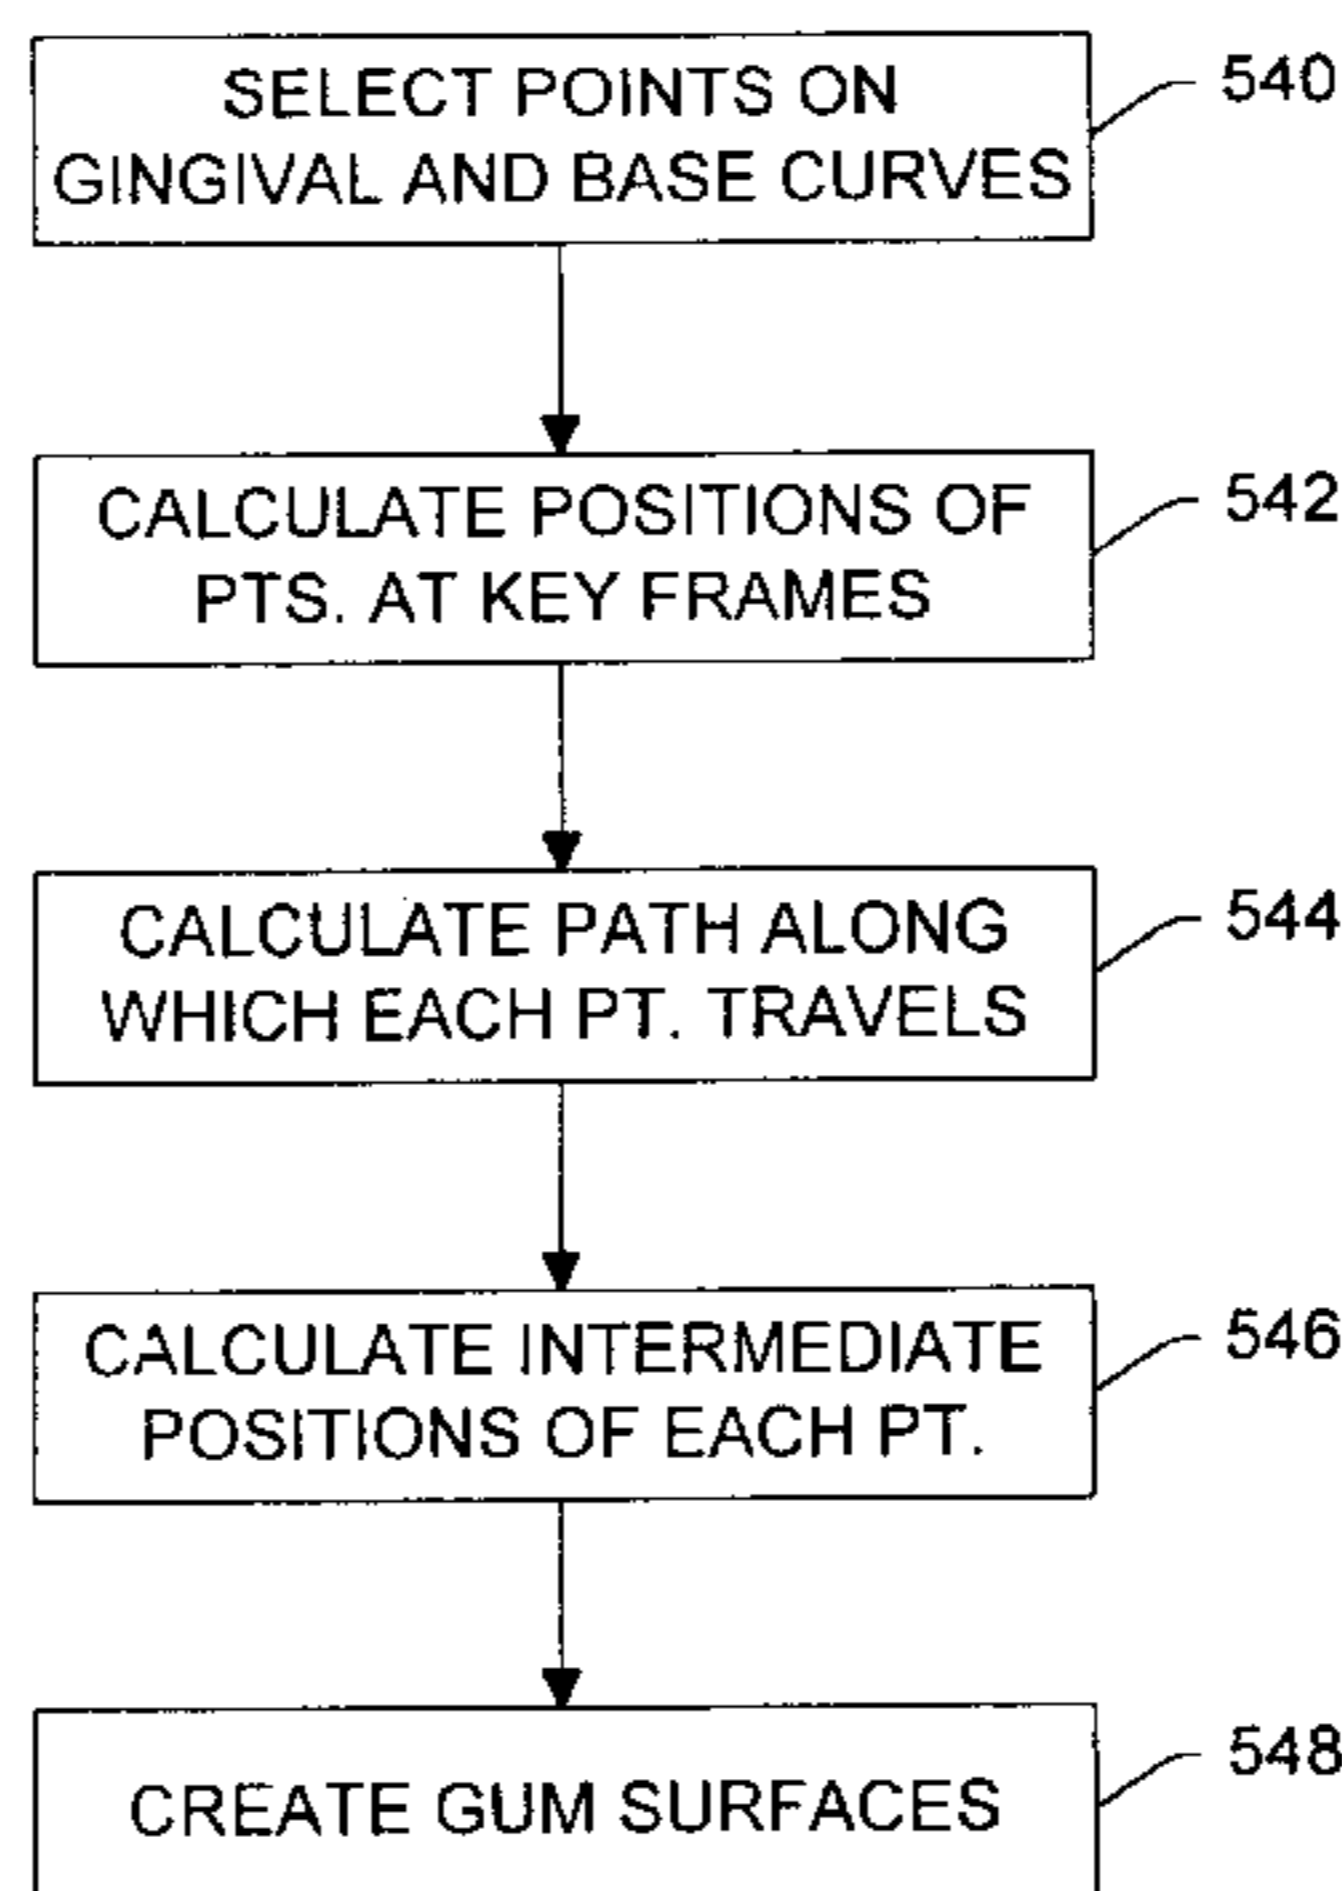 SELECT POINTS ON
GINGIVAL AND BASE CURVES
540
CALCULATE POSITIONS OF
PTS. AT KEY FRAMES
542
CALCULATE PATH ALONG
WHICH EACH PT. TRAVELS
544
CALCULATE INTERMEDIATE
POSITIONS OF EACH PT.
546
CREATE GUM SURFACES
548